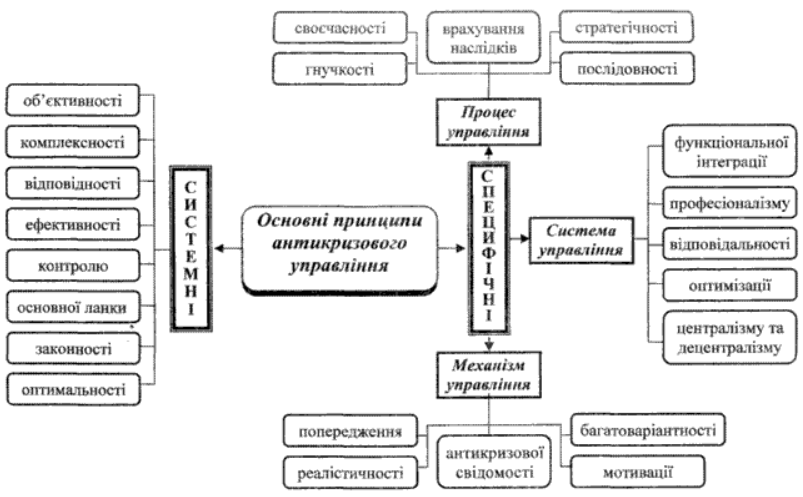 своєчасності
врахування
наслідків
стратегічності
гнучкості
послідовності
Процес
управління
об’єктивності
комплексності
відповідності
ефективності
контролю
основної ланки
законності
оптимальності
СИСТЕМНІ
Основні принципи
антикризового
управління
СПЕЦИФІЧНІ
Система
управління
функціональної
інтеграції
професіоналізму
відповідальності
оптимізації
централізму та
децентралізму
Механізм
управління
попередження
багатоваріантності
реалістичності
антикризової
свідомості
мотивації